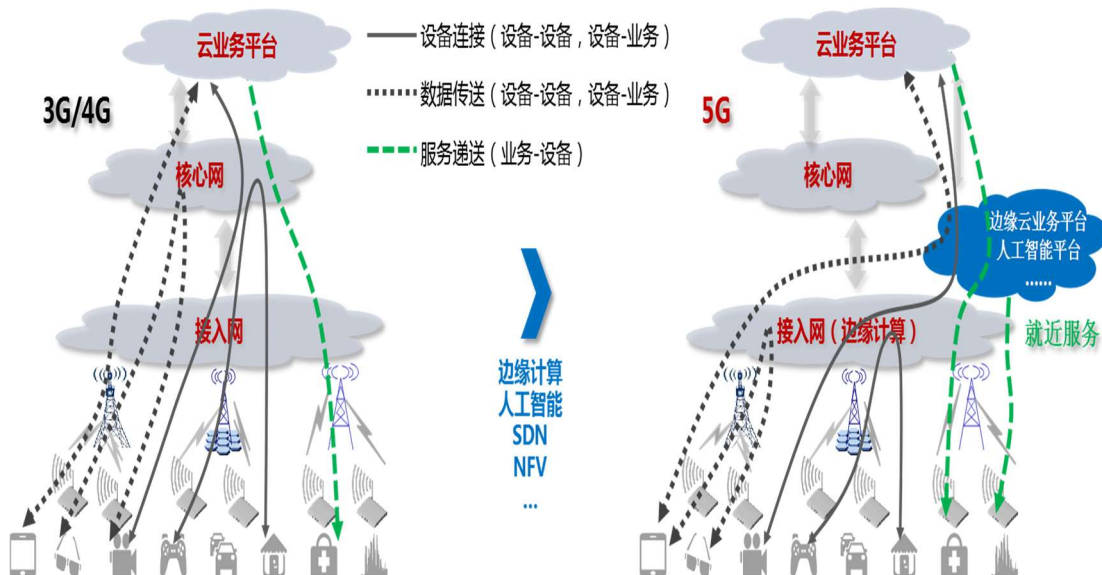 云业务平台
3G/4G
核心网
接入网
设备连接（设备-设备，设备-业务）
数据传送（设备-设备，设备-业务）
服务递送（业务-设备）
边缘计算
人工智能
SDN
NFV
...
5G
云业务平台
核心网
边缘云业务平台
人工智能平台
......
接入网（边缘计算）
就近服务